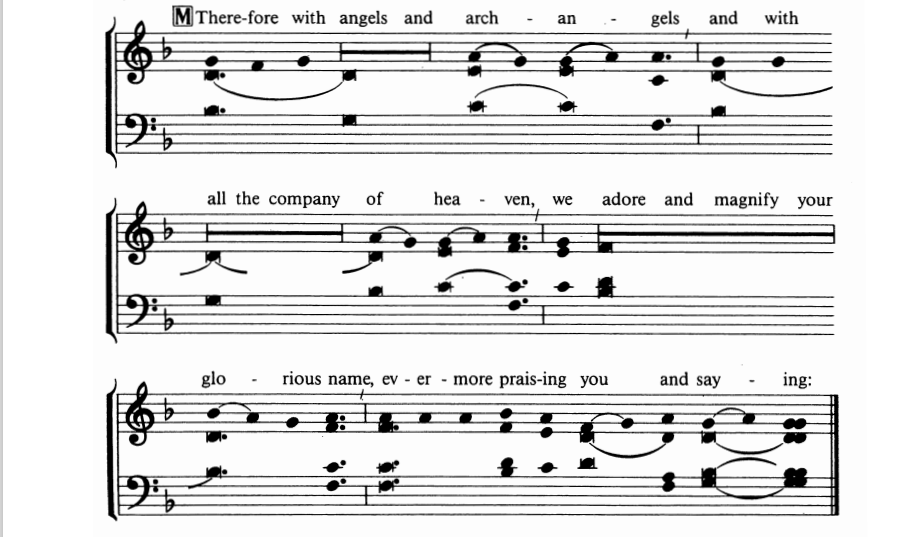 M There-fore with angels and arch - an - gels and with
all the company of hea - ven, we adore and magnify your
glo - rious name, ev - er - more prais-ing you and say - ing: